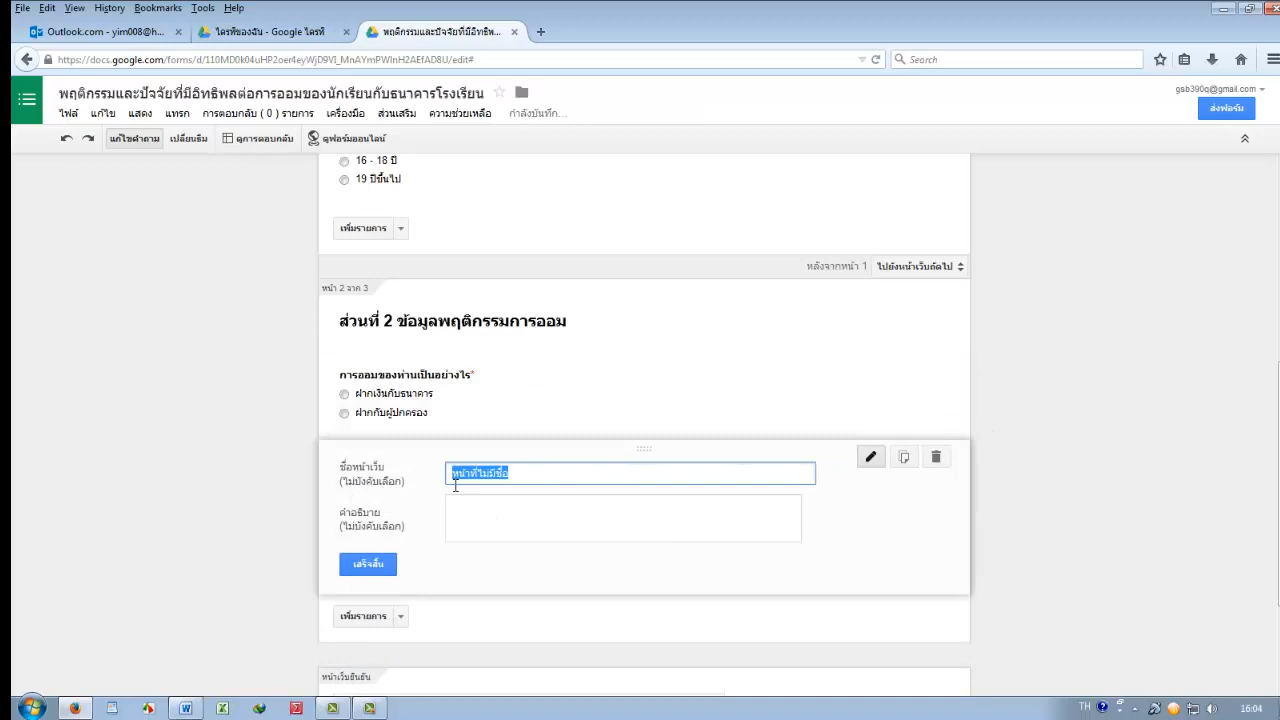 File Edit View History Bookmarks Tools Help
Outlook.com - yim008@h... × ไดรฟ์ของฉัน - Google ไดรฟ์ × พฤติกรรมและปัจจัยที่มีอิทธิพ... × +
Search
พฤติกรรมและปัจจัยที่มีอิทธิพลต่อการออมของนักเรียนกับธนาคารโรงเรียน
gsb390q@gmail.com
ไฟล์ แก้ไข แสดง แทรก การตอบกลับ ( 0 ) รายการ เครื่องมือ ส่วนเสริม ความช่วยเหลือ กำลังบันทึก...
ส่งฟอร์ม
แก้ไขคำถาม เปลี่ยนธีม ดูการตอบกลับ ดูฟอร์มออนไลน์
16 - 18 ปี
19 ปีขึ้นไป
เพิ่มรายการ
หลังจากหน้า 1 ไปยังหน้าเว็บถัดไป
หน้า 2 จาก 3
ส่วนที่ 2 ข้อมูลพฤติกรรมการออม
การออมของท่านเป็นอย่างไร*
ฝากเงินกับธนาคาร
ฝากกับผู้ปกครอง
ชื่อหน้าเว็บ
(ไม่บังคับเลือก)
หน้าที่ไม่มีชื่อ
คำอธิบาย
(ไม่บังคับเลือก)
เสร็จสิ้น
เพิ่มรายการ
หน้าเว็บยืนยัน
TH 16:04